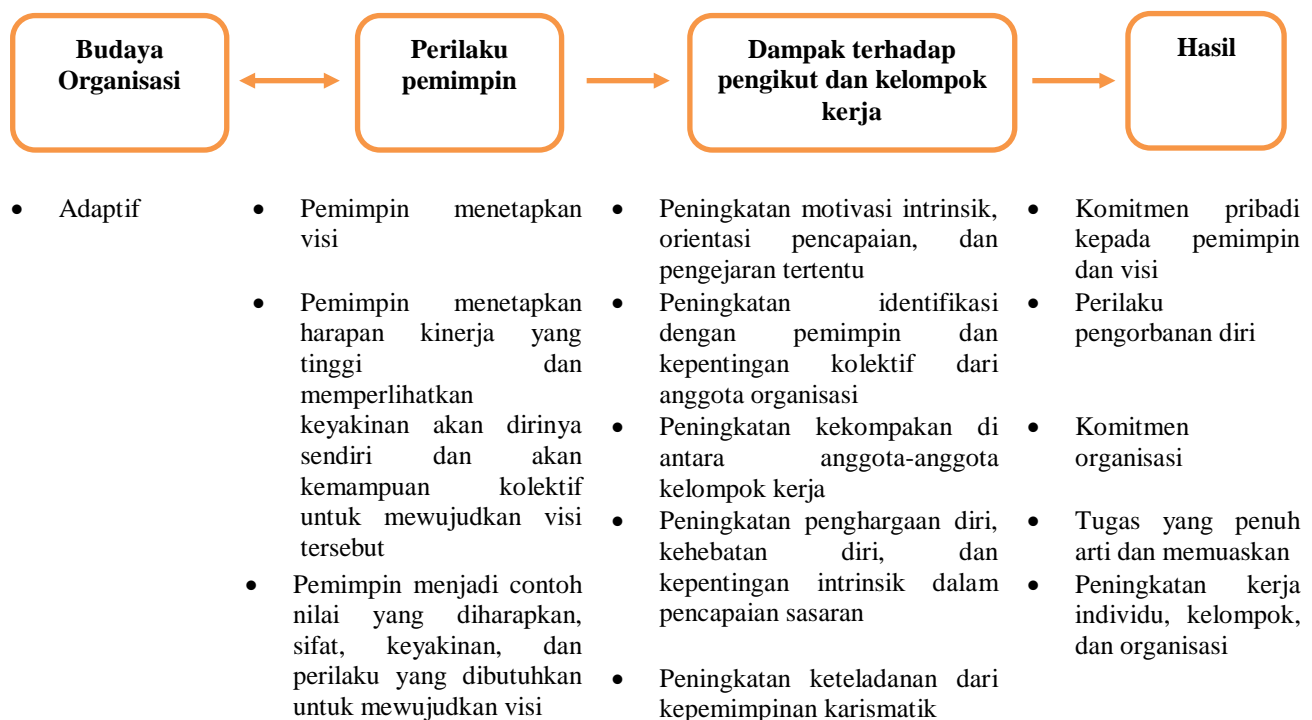 Budaya
Organisasi
Perilaku
pemimpin
Dampak terhadap
pengikut dan kelompok
kerja
Hasil
• Adaptif
• Pemimpin menetapkan
visi
• Pemimpin menetapkan
harapan kinerja yang
tinggi dan
memperlihatkan
keyakinan akan dirinya
sendiri dan akan
kemampuan kolektif
untuk mewujudkan visi
tersebut
• Pemimpin menjadi contoh
nilai yang diharapkan,
sifat, keyakinan, dan
perilaku yang dibutuhkan
untuk mewujudkan visi
• Peningkatan motivasi intrinsik,
orientasi pencapaian, dan
pengejaran tertentu
• Peningkatan identifikasi
dengan pemimpin dan
kepentingan kolektif dari
anggota organisasi
• Peningkatan kekompakan di
antara anggota-anggota
kelompok kerja
• Peningkatan penghargaan diri,
kehebatan diri, dan
kepentingan intrinsik dalam
pencapaian sasaran
• Peningkatan keteladanan dari
kepemimpinan karismatik
• Komitmen pribadi
kepada pemimpin
dan visi
• Perilaku
pengorbanan diri
• Komitmen
organisasi
• Tugas yang penuh
arti dan memuaskan
• Peningkatan kerja
individu, kelompok,
dan organisasi